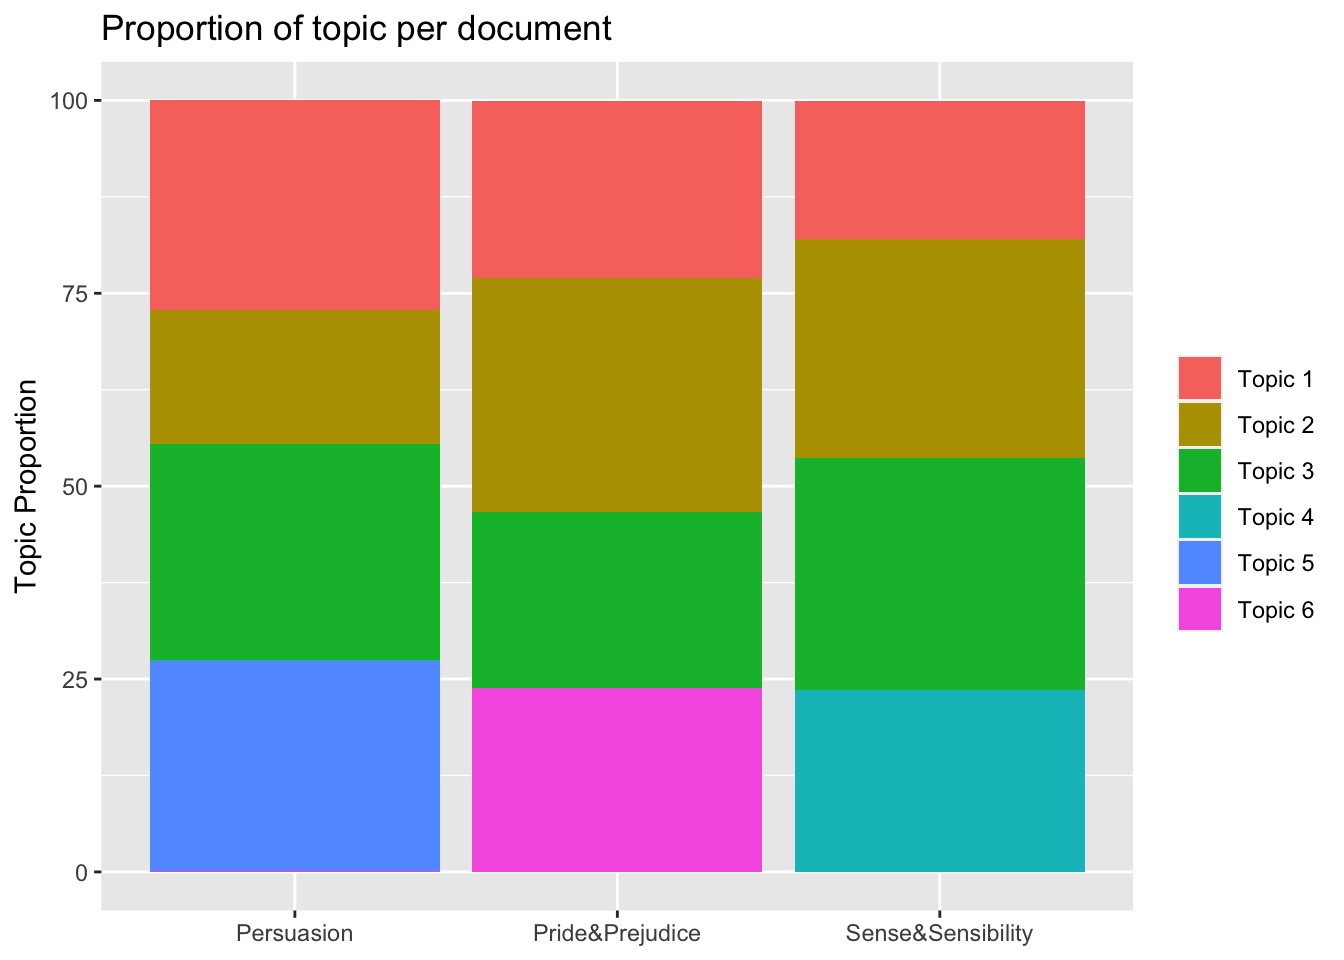 Proportion of topic per document
Topic Proportion
100
75
50
25
0
Persuasion
Pride&Prejudice
Sense&Sensibility
Topic 1
Topic 2
Topic 3
Topic 4
Topic 5
Topic 6